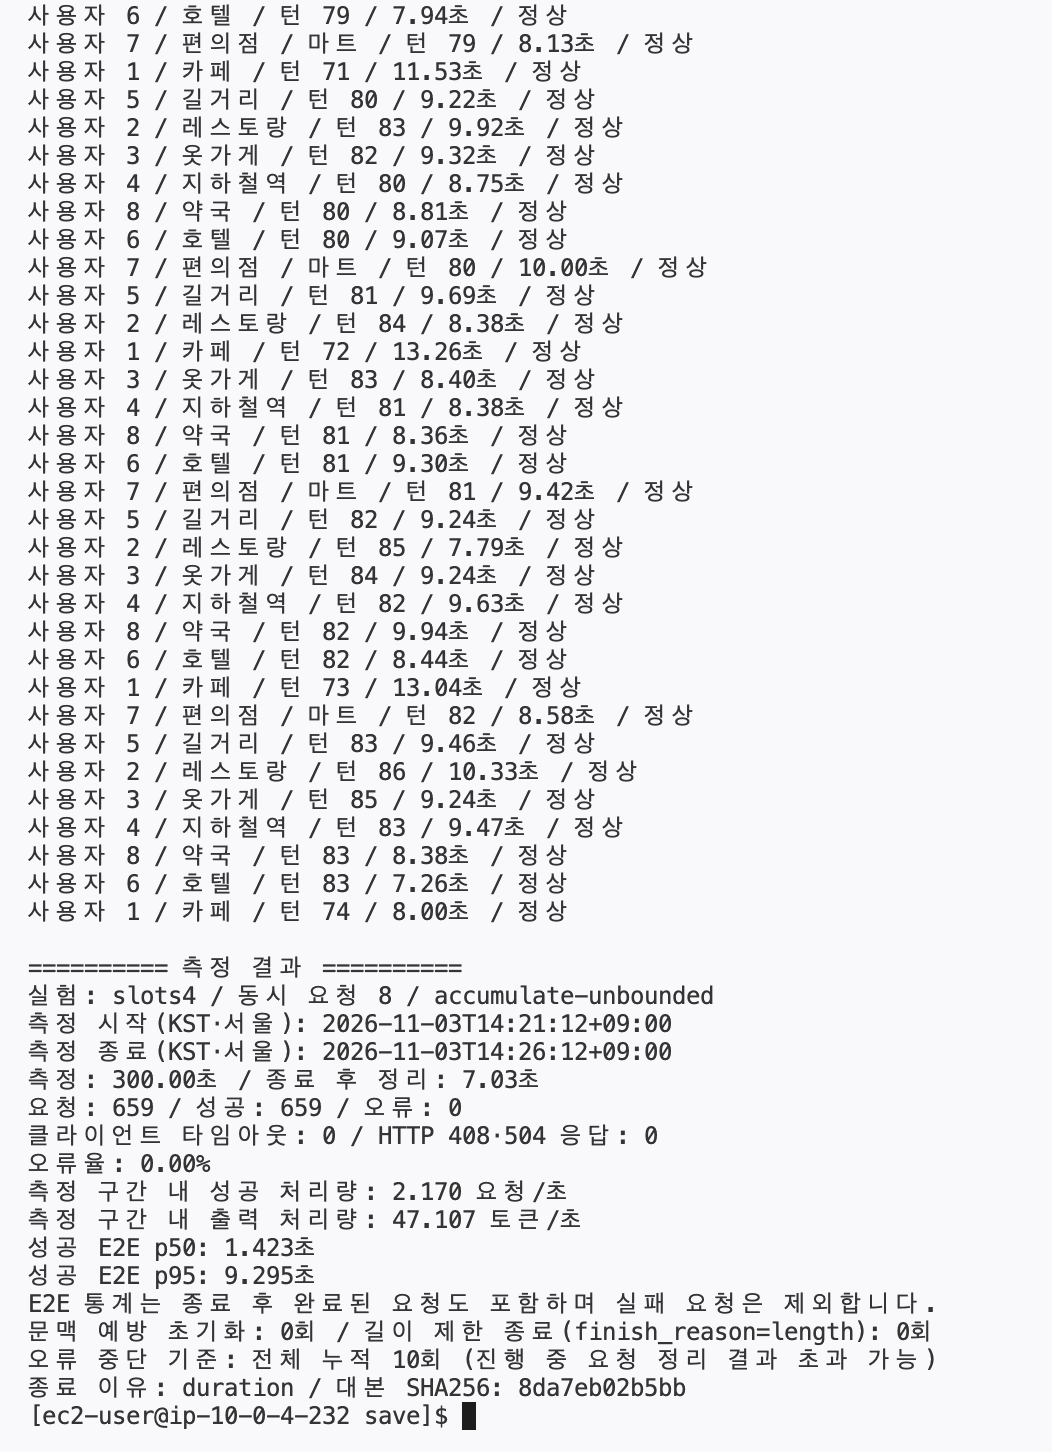 사용자 6 / 호텔 / 턴 79 / 7.94초 / 정상
사용자 7 / 편의점 / 마트 / 턴 79 / 8.13초 / 정상
사용자 1 / 카페 / 턴 71 / 11.53초 / 정상
사용자 5 / 길거리 / 턴 80 / 9.22초 / 정상
사용자 2 / 레스토랑 / 턴 83 / 9.92초 / 정상
사용자 3 / 옷가게 / 턴 82 / 9.32초 / 정상
사용자 4 / 지하철역 / 턴 80 / 8.75초 / 정상
사용자 8 / 약국 / 턴 80 / 8.81초 / 정상
사용자 6 / 호텔 / 턴 80 / 9.07초 / 정상
사용자 7 / 편의점 / 마트 / 턴 80 / 10.00초 / 정상
사용자 5 / 길거리 / 턴 81 / 9.69초 / 정상
사용자 2 / 레스토랑 / 턴 84 / 8.38초 / 정상
사용자 1 / 카페 / 턴 72 / 13.26초 / 정상
사용자 3 / 옷가게 / 턴 83 / 8.40초 / 정상
사용자 4 / 지하철역 / 턴 81 / 8.38초 / 정상
사용자 8 / 약국 / 턴 81 / 8.36초 / 정상
사용자 6 / 호텔 / 턴 81 / 9.30초 / 정상
사용자 7 / 편의점 / 마트 / 턴 81 / 9.42초 / 정상
사용자 5 / 길거리 / 턴 82 / 9.24초 / 정상
사용자 2 / 레스토랑 / 턴 85 / 7.79초 / 정상
사용자 3 / 옷가게 / 턴 84 / 9.24초 / 정상
사용자 4 / 지하철역 / 턴 82 / 9.63초 / 정상
사용자 8 / 약국 / 턴 82 / 9.94초 / 정상
사용자 6 / 호텔 / 턴 82 / 8.44초 / 정상
사용자 1 / 카페 / 턴 73 / 13.04초 / 정상
사용자 7 / 편의점 / 마트 / 턴 82 / 8.58초 / 정상
사용자 5 / 길거리 / 턴 83 / 9.46초 / 정상
사용자 2 / 레스토랑 / 턴 86 / 10.33초 / 정상
사용자 3 / 옷가게 / 턴 85 / 9.24초 / 정상
사용자 4 / 지하철역 / 턴 83 / 9.47초 / 정상
사용자 8 / 약국 / 턴 83 / 8.38초 / 정상
사용자 6 / 호텔 / 턴 83 / 7.26초 / 정상
사용자 1 / 카페 / 턴 74 / 8.00초 / 정상
========== 측정 결과 ==========
실험: slots4 / 동시 요청 8 / accumulate-unbounded
측정 시작(KST·서울): 2026-11-03T14:21:12+09:00
측정 종료(KST·서울): 2026-11-03T14:26:12+09:00
측정: 300.00초 / 종료 후 정리: 7.03초
요청: 659 / 성공: 659 / 오류: 0
클라이언트 타임아웃: 0 / HTTP 408·504 응답: 0
오류율: 0.00%
측정 구간 내 성공 처리량: 2.170 요청/초
측정 구간 내 출력 처리량: 47.107 토큰/초
성공 E2E p50: 1.423초
성공 E2E p95: 9.295초
E2E 통계는 종료 후 완료된 요청도 포함하며 실패 요청은 제외합니다.
문맥 예방 초기화: 0회 / 길이 제한 종료(finish_reason=length): 0회
오류 중단 기준: 전체 누적 10회 (진행 중 요청 정리 결과 초과 가능)
종료 이유: duration / 대본 SHA256: 8da7eb02b5bb
[ec2-user@ip-10-0-4-232 save]$